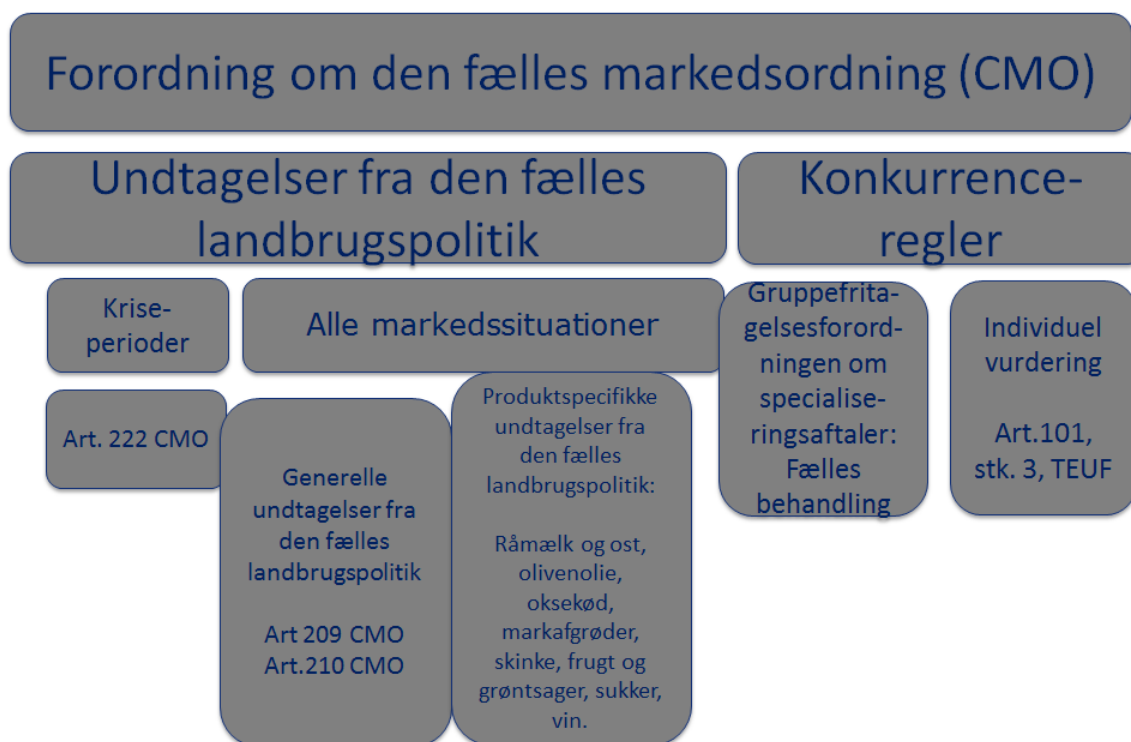 Forordning om den fælles markedsordning (CMO)
Undtagelser fra den fælles
landbrugspolitik
Konkurrence-
regler
Krise-
perioder
Alle markedssituationer
Gruppefrita-
gelsesforord-
ningen om
specialise-
ringsaftaler:
Fælles
behandling
Individuel
vurdering
Art.101,
stk. 3, TEUF
Art. 222 CMO
Generelle
undtagelser fra
den fælles
landbrugspolitik
Art 209 CMO
Art.210 CMO
Produktspecifikke
undtagelser fra
den fælles
landbrugspolitik:
Råmælk og ost,
olivenolie,
oksekød,
markafgrøder,
skinke, frugt og
grøntsager, sukker,
vin.